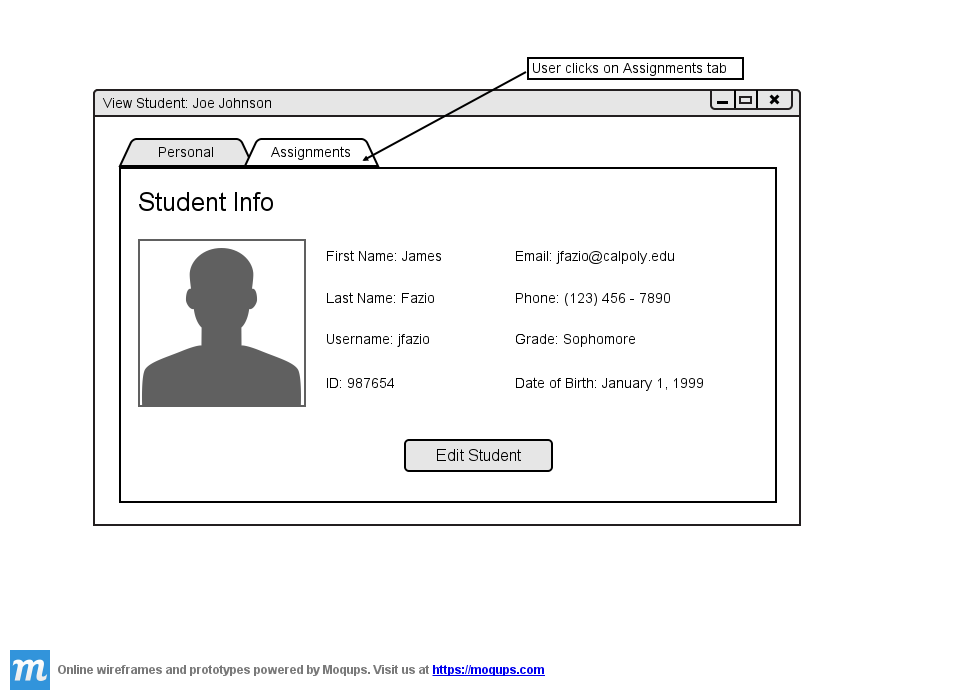 User clicks on Assignments tab
View Student: Joe Johnson
Personal
Assignments
Student Info
First Name: James
Email: jfazio@calpoly.edu
Last Name: Fazio
Phone: (123) 456 - 7890
Username: jfazio
Grade: Sophomore
ID: 987654
Date of Birth: January 1, 1999
Edit Student
m
Online wireframes and prototypes powered by Moqups. Visit us at https://moqups.com